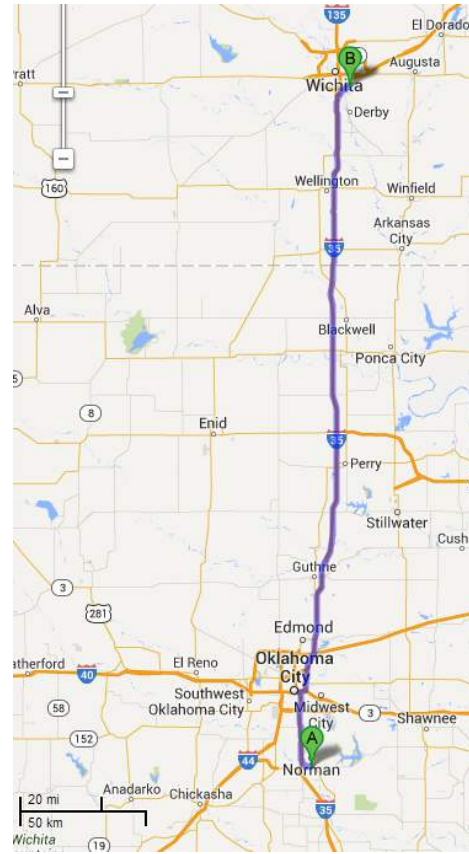 135
El Dorado
Pratt
B
Wichita
Augusta
Derby
160
Wellington
Winfield
Arkansas
City
35
Alva
Blackwell
Ponca City
8
Enid
35
Perry
Stillwater
Cush
3
Guthrie
281
Edmond
Oklahoma
City
atherford
40
El Reno
Southwest
Oklahoma City
Midwest
City
3
58
Shawnee
152
A
44
Norman
20 mi
Anadarko
Chickasha
35
50 km
Wichita
19